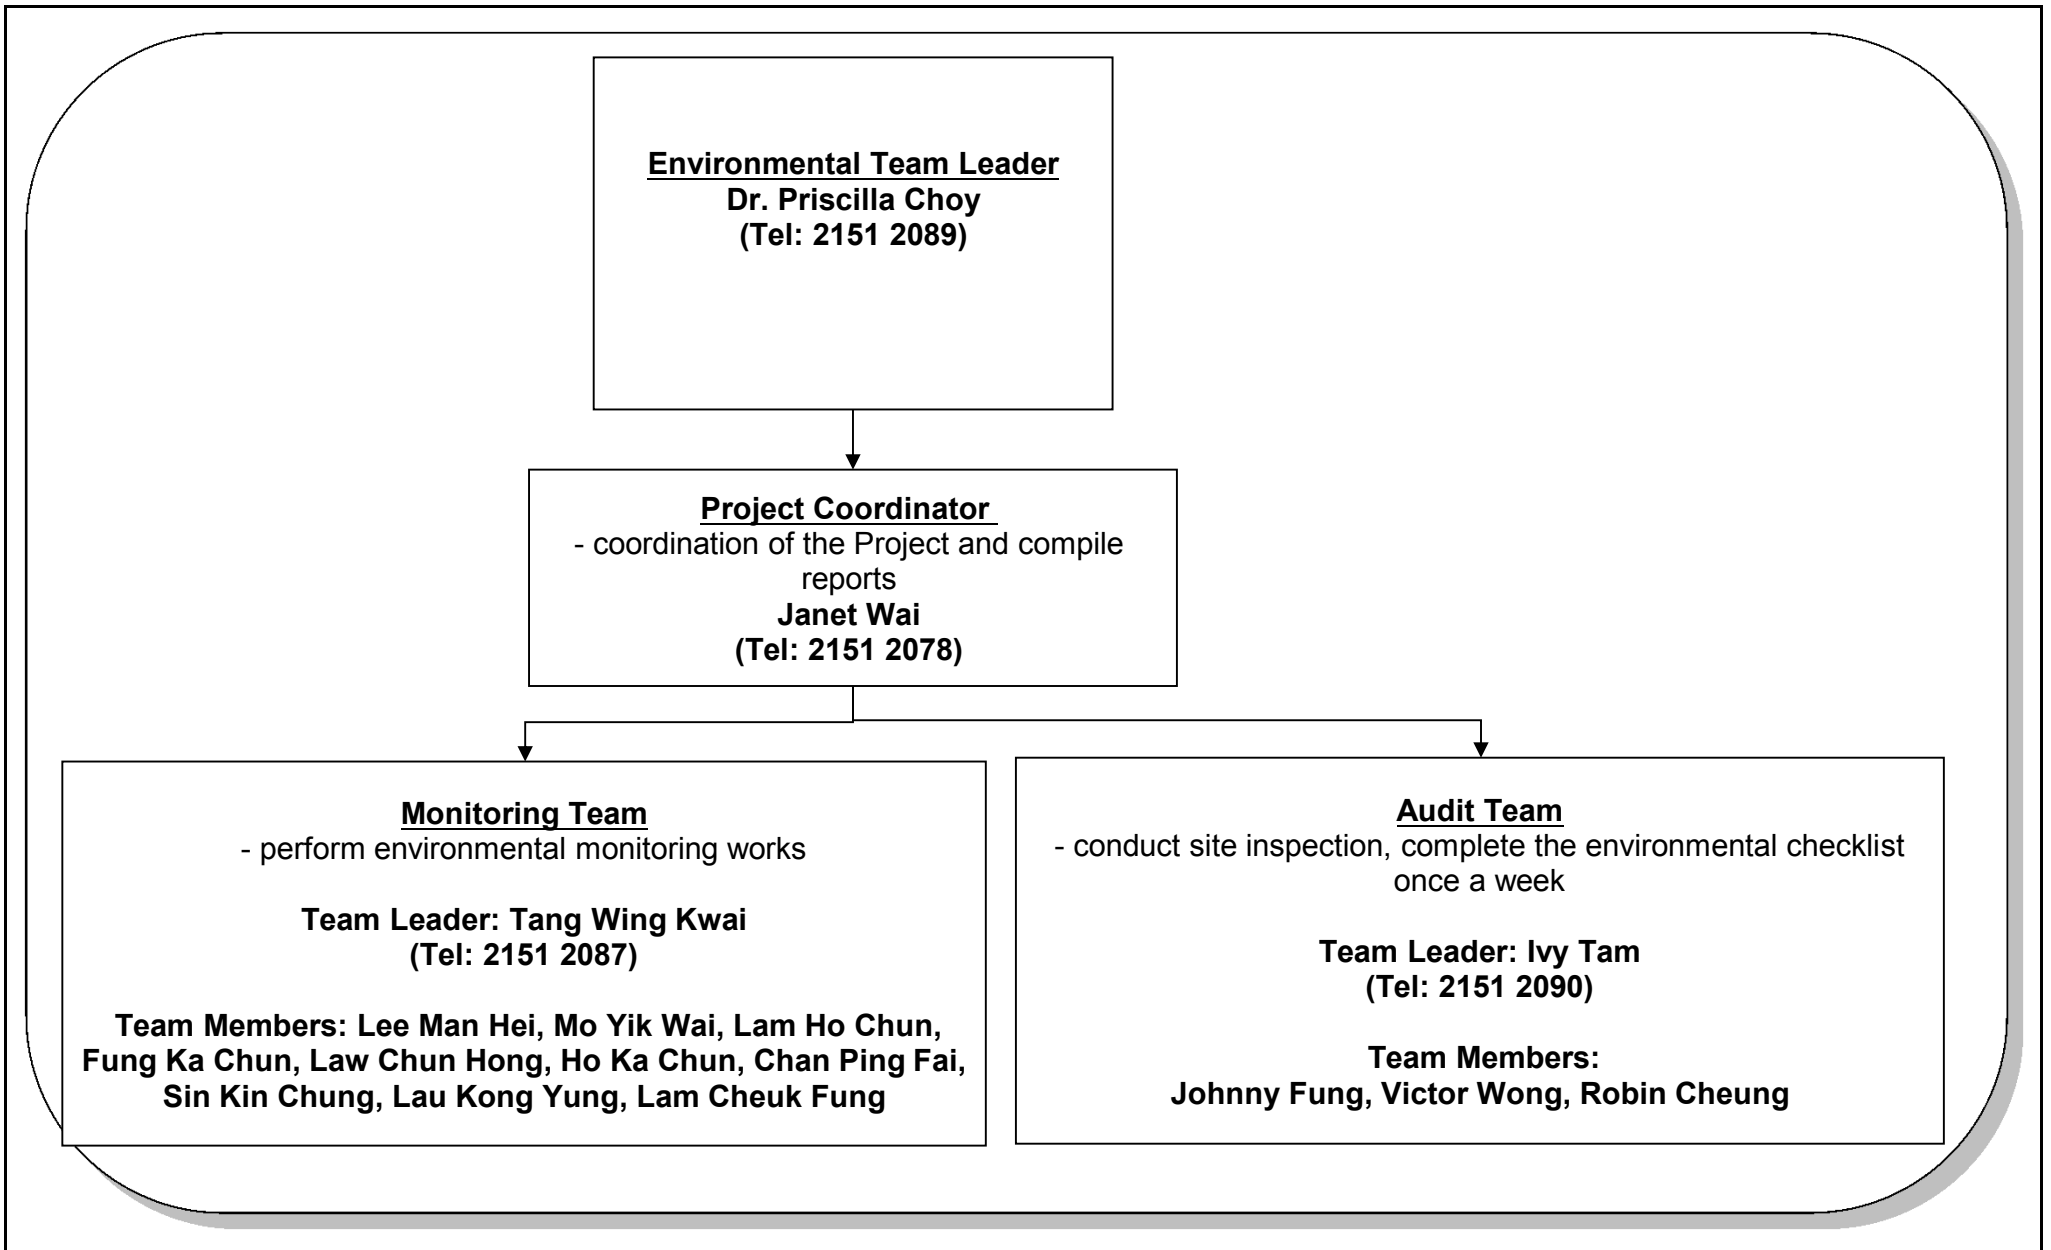 Environmental Team Leader
Dr. Priscilla Choy
(Tel: 2151 2089)
Project Coordinator
- coordination of the Project and compile
reports
Janet Wai
(Tel: 2151 2078)
Monitoring Team
- perform environmental monitoring works
Team Leader: Tang Wing Kwai
(Tel: 2151 2087)
Team Members: Lee Man Hei, Mo Yik Wai, Lam Ho Chun,
Fung Ka Chun, Law Chun Hong, Ho Ka Chun, Chan Ping Fai,
Sin Kin Chung, Lau Kong Yung, Lam Cheuk Fung
Audit Team
- conduct site inspection, complete the environmental checklist
once a week
Team Leader: Ivy Tam
(Tel: 2151 2090)
Team Members:
Johnny Fung, Victor Wong, Robin Cheung